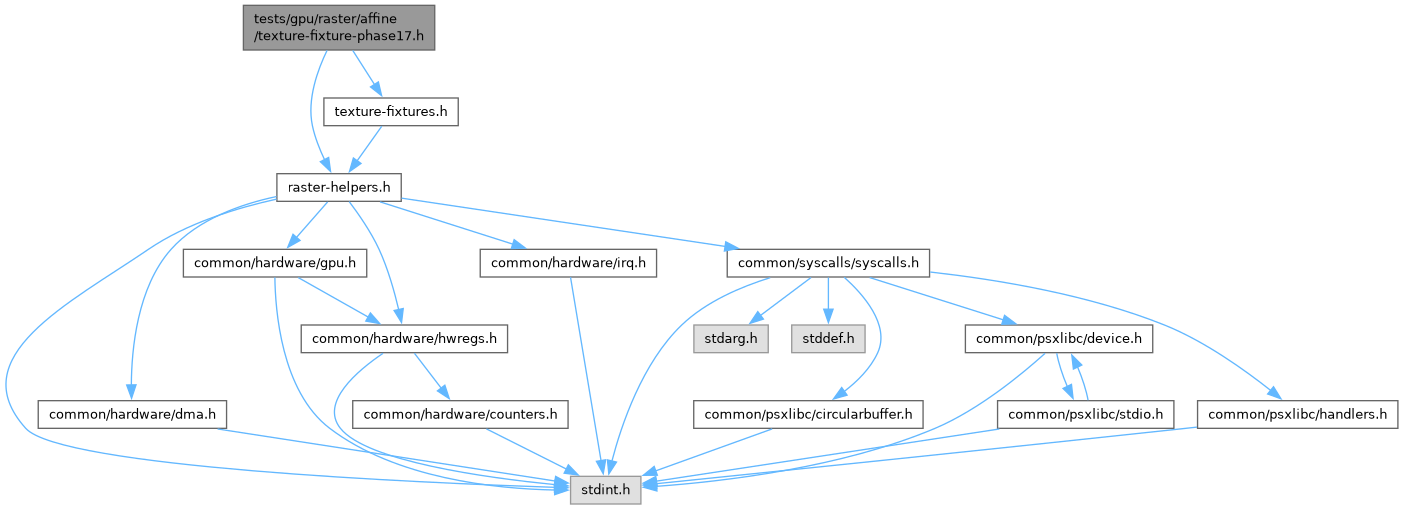 tests/gpu/raster/affine
/texture-fixture-phase17.h
texture-fixtures.h
raster-helpers.h
common/hardware/gpu.h
common/hardware/irq.h
common/syscalls/syscalls.h
common/hardware/hwregs.h
stdarg.h
stddef.h
common/psxlibc/device.h
common/hardware/dma.h
common/hardware/counters.h
common/psxlibc/circularbuffer.h
common/psxlibc/stdio.h
common/psxlibc/handlers.h
stdint.h